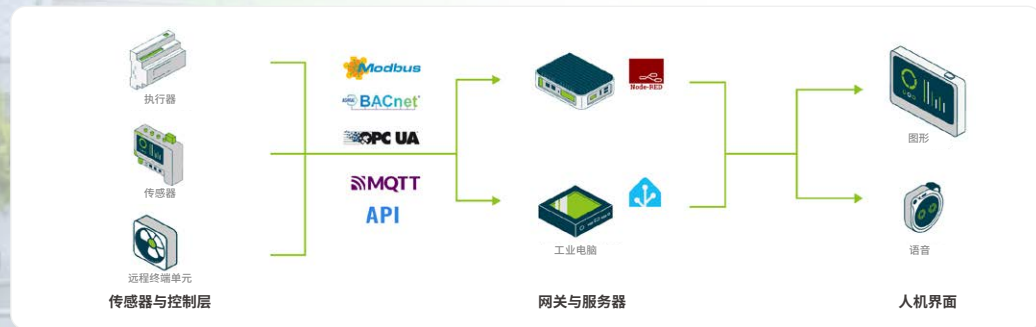 执行器
传感器
远程终端单元
传感器与控制层
Modbus
BACnet
OPC UA
MQTT
API
Node-RED
工业电脑
网关与服务器
图形
语音
人机界面